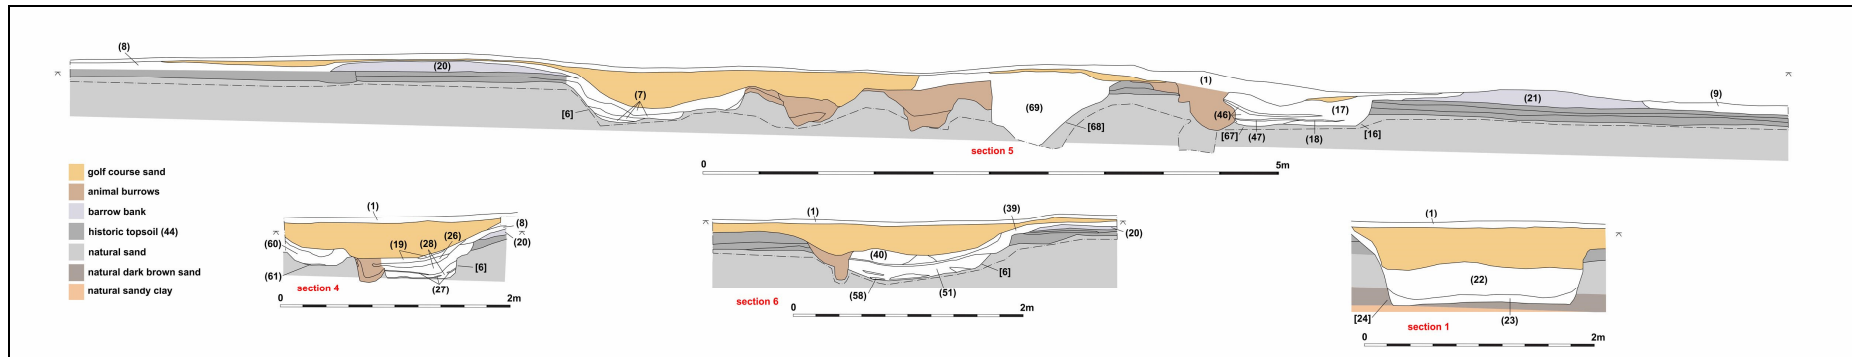 (8)
(20)
(7)
[6]
(69)
[68]
(1)
(46)
[67]
(47)
(18)
(17)
[16]
(21)
(9)
section 5
0 5m
golf course sand
animal burrows
barrow bank
historic topsoil (44)
natural sand
natural dark brown sand
natural sandy clay
(1)
(8)
(20)
(60)
(19)
(28)
(26)
(61)
[6]
(27)
section 4
0 2m
(1)
(39)
(20)
(40)
[6]
(58)
(51)
section 6
0 2m
(1)
(22)
[24]
(23)
section 1
0 2m